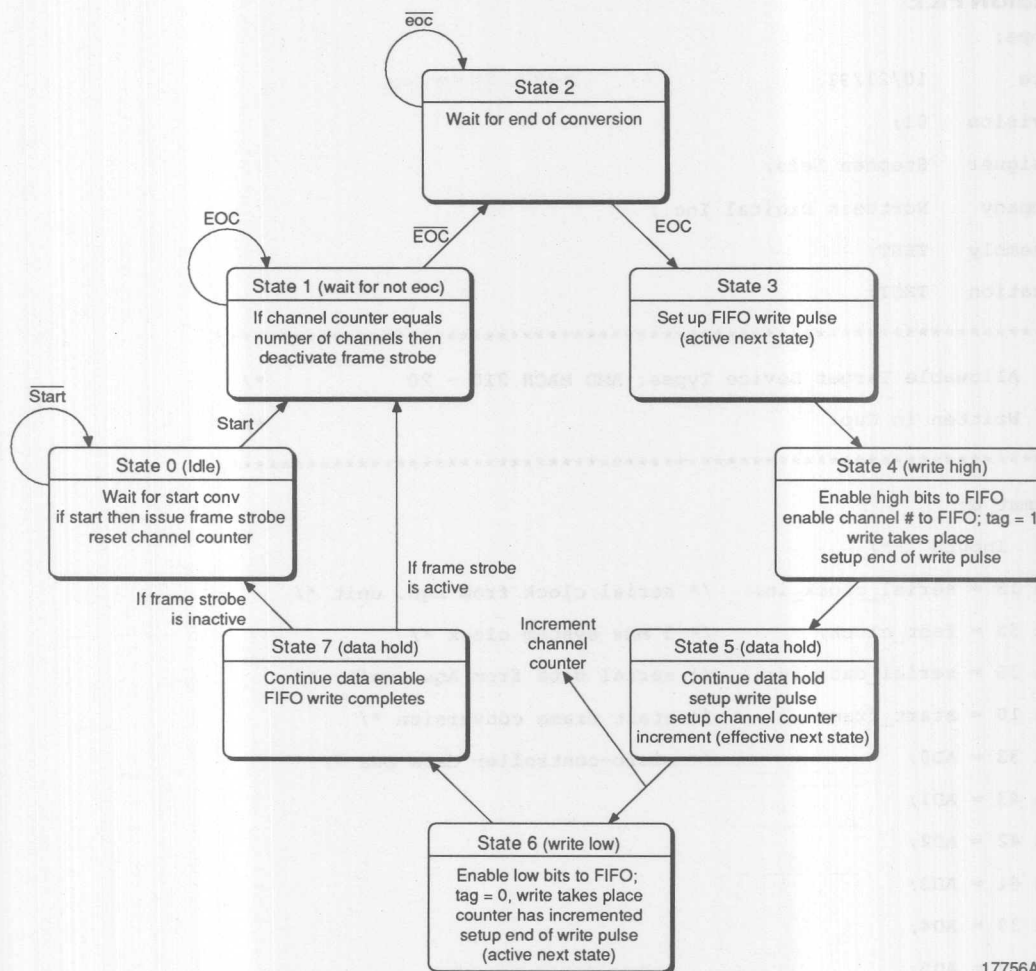 e̅o̅c̅
State 2
Wait for end of conversion
EOC
E̅O̅C̅
EOC
State 1 (wait for not eoc)
If channel counter equals
number of channels then
deactivate frame strobe
State 3
Set up FIFO write pulse
(active next state)
S̅t̅a̅r̅t̅
Start
State 0 (Idle)
Wait for start conv
if start then issue frame strobe
reset channel counter
State 4 (write high)
Enable high bits to FIFO
enable channel # to FIFO; tag = 1
write takes place
setup end of write pulse
If frame strobe
is inactive
If frame strobe
is active
Increment
channel
counter
State 7 (data hold)
Continue data enable
FIFO write completes
State 5 (data hold)
Continue data hold
setup write pulse
setup channel counter
increment (effective next state)
State 6 (write low)
Enable low bits to FIFO;
tag = 0, write takes place
counter has incremented
setup end of write pulse
(active next state)
17756A